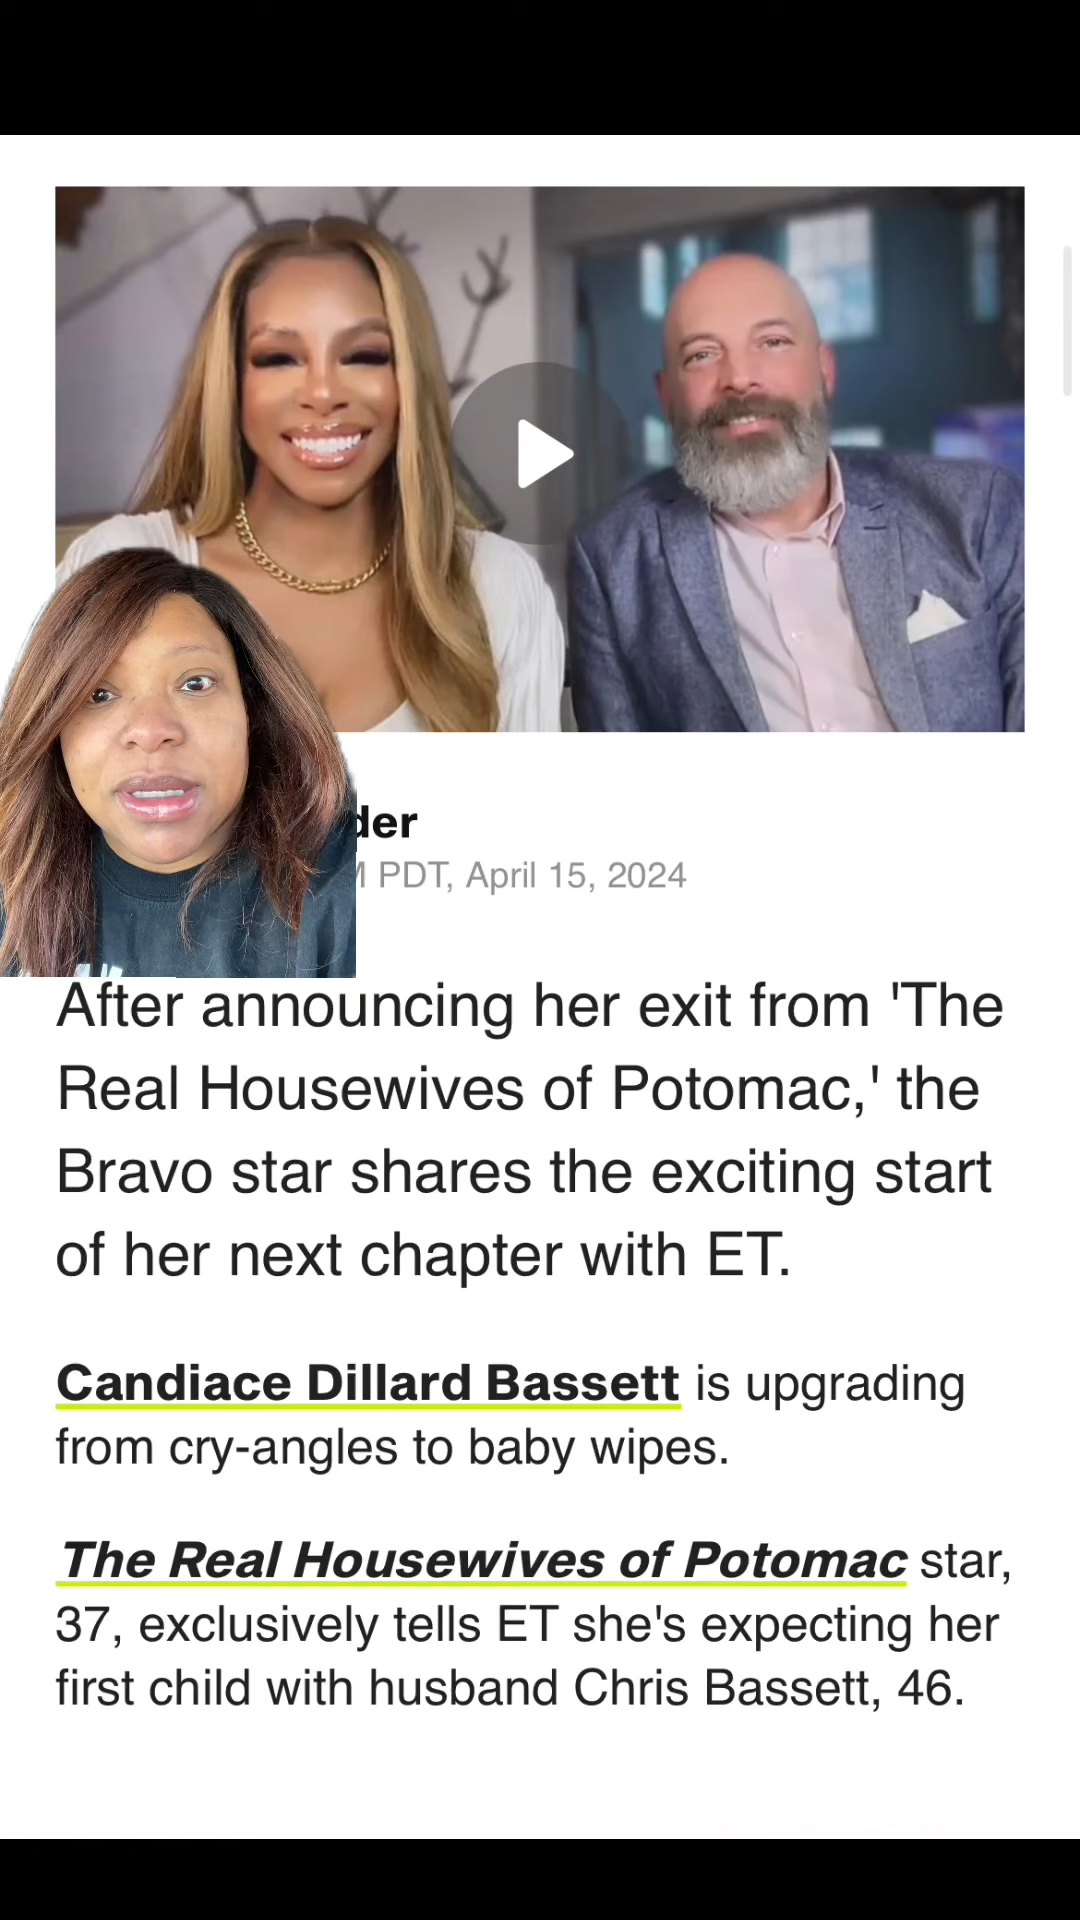 der
PDT, April 15, 2024
After announcing her exit from 'The
Real Housewives of Potomac,' the
Bravo star shares the exciting start
of her next chapter with ET.
Candiace Dillard Bassett is upgrading
from cry-angles to baby wipes.
The Real Housewives of Potomac star,
37, exclusively tells ET she's expecting her
first child with husband Chris Bassett, 46.